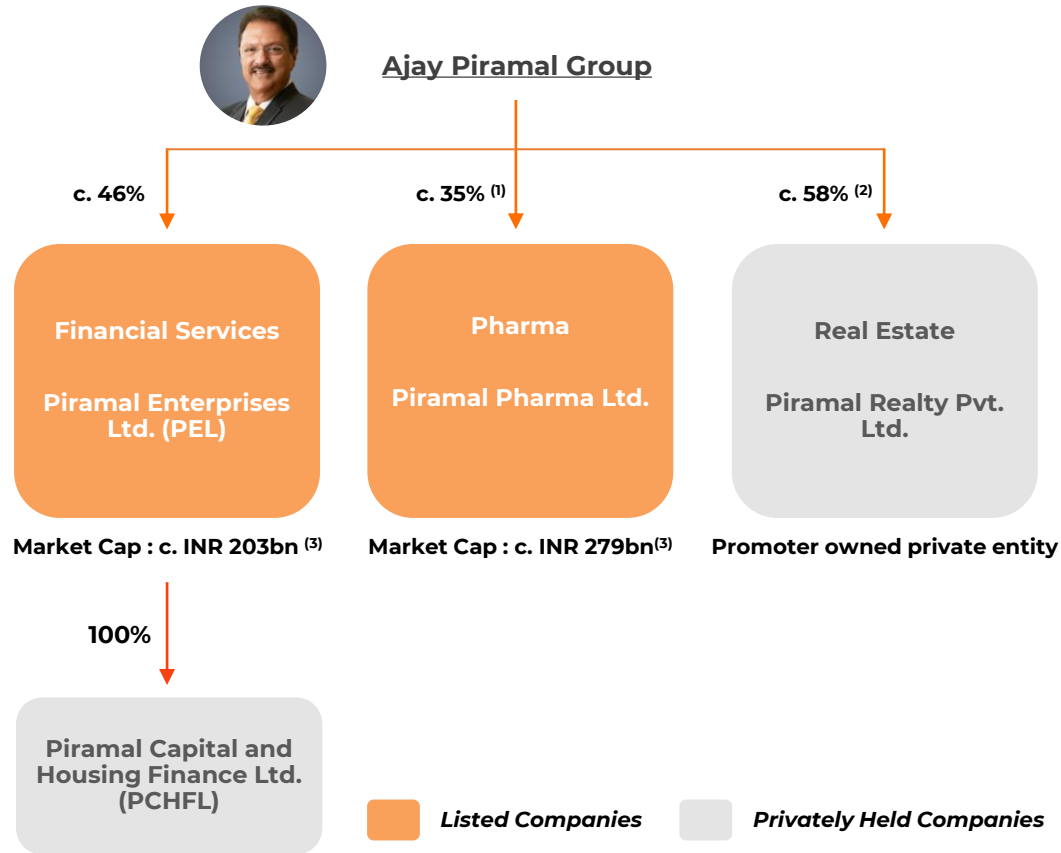 Ajay Piramal Group
c. 46%
c. 35% (1)
c. 58% (2)
Financial Services
Piramal Enterprises
Ltd. (PEL)
Pharma
Piramal Pharma Ltd.
Real Estate
Piramal Realty Pvt.
Ltd.
Market Cap : c. INR 203bn (3)
Market Cap : c. INR 279bn(3)
Promoter owned private entity
100%
Piramal Capital and
Housing Finance Ltd.
(PCHFL)
Listed Companies
Privately Held Companies